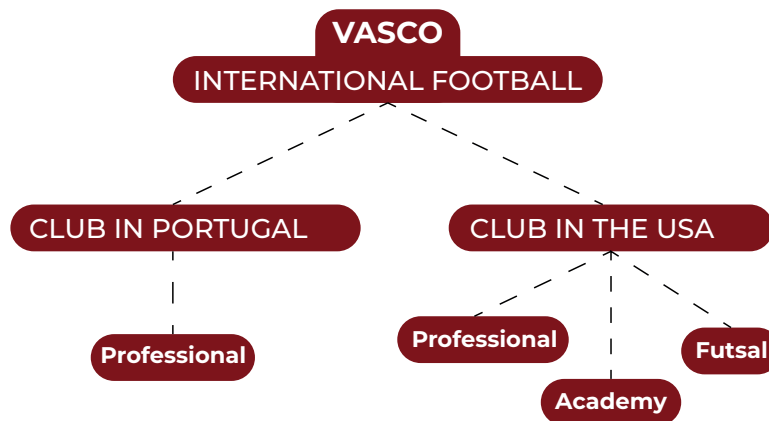 VASCO
INTERNATIONAL FOOTBALL
CLUB IN PORTUGAL
CLUB IN THE USA
Professional
Professional
Futsal
Academy